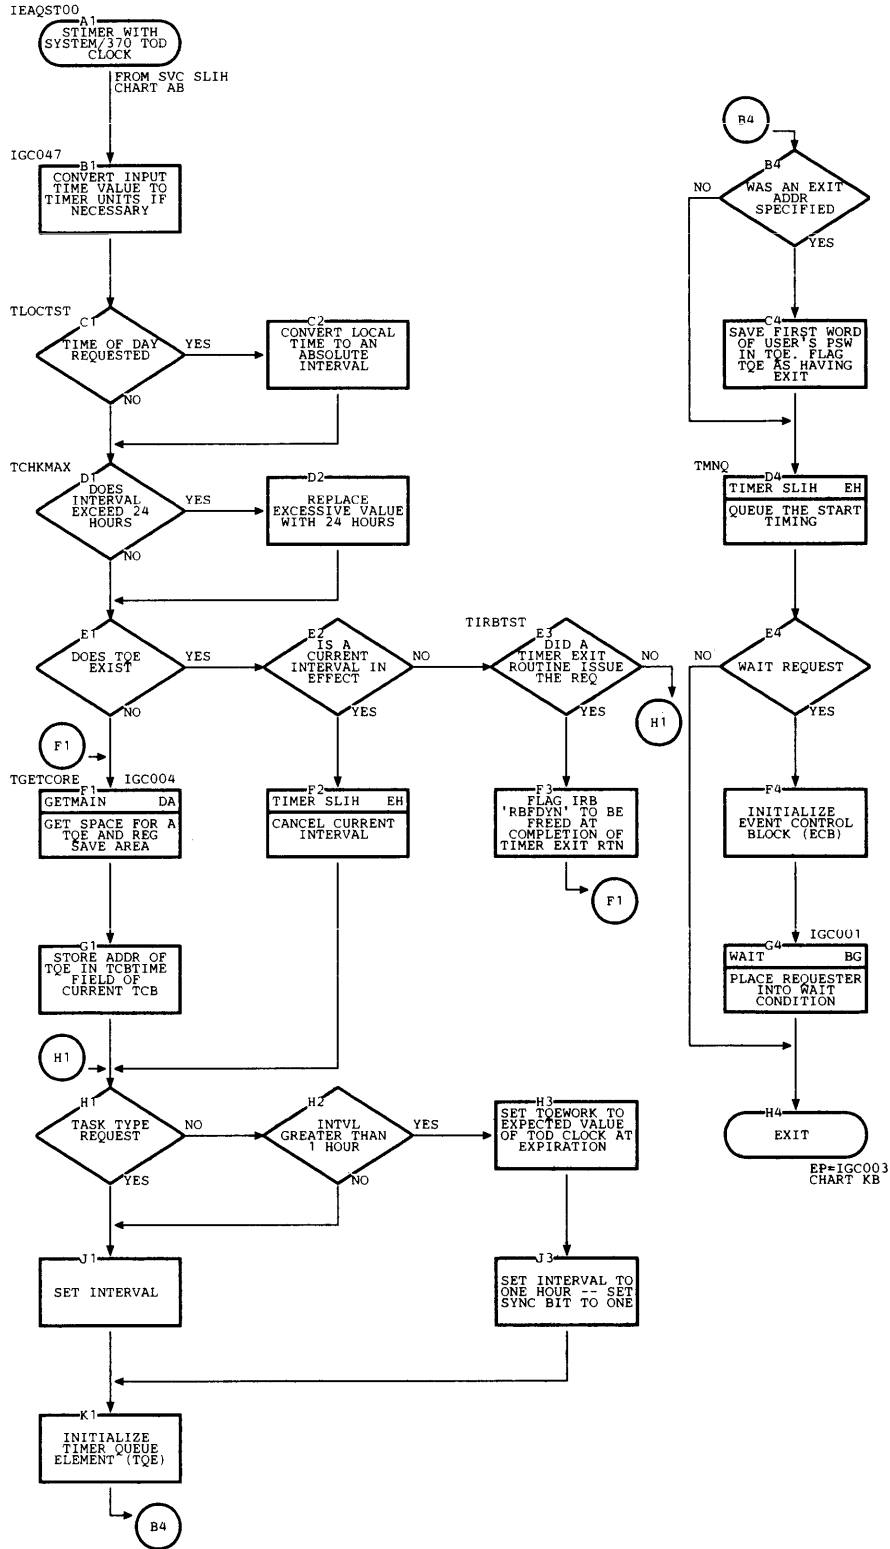 IEAQST00
A1
STIMER WITH
SYSTEM/370 TOD
CLOCK
FROM SVC SLIH
CHART AB
IGC047
B1
CONVERT INPUT
TIME VALUE TO
TIMER UNITS IF
NECESSARY
TLOCTST
C1
TIME OF DAY
REQUESTED
YES
NO
C2
CONVERT LOCAL
TIME TO AN
ABSOLUTE
INTERVAL
TCHKMAX
D1
DOES
INTERVAL
EXCEED 24
HOURS
YES
NO
D2
REPLACE
EXCESSIVE VALUE
WITH 24 HOURS
E1
DOES TQE
EXIST
YES
NO
E2
IS A
CURRENT
INTERVAL IN
EFFECT
NO
YES
TIRBTST
E3
DID A
TIMER EXIT
ROUTINE ISSUE
THE REQ
NO
YES
H1
F1
TGETCORE
IGC004
F1
GETMAIN DA
GET SPACE FOR A
TQE AND REG
SAVE AREA
F2
TIMER SLIH EH
CANCEL CURRENT
INTERVAL
F3
FLAG IRB
'RBFDYN' TO BE
FREED AT
COMPLETION OF
TIMER EXIT RTN
F1
G1
STORE ADDR OF
TQE IN TCBTIME
FIELD OF
CURRENT TCB
H1
H1
TASK TYPE
REQUEST
NO
YES
H2
INTVL
GREATER THAN
1 HOUR
YES
NO
H3
SET TQEWORK TO
EXPECTED VALUE
OF TOD CLOCK AT
EXPIRATION
J1
SET INTERVAL
J3
SET INTERVAL TO
ONE HOUR -- SET
SYNC BIT TO ONE
K1
INITIALIZE
TIMER QUEUE
ELEMENT (TQE)
B4
B4
B4
WAS AN EXIT
ADDR
SPECIFIED
NO
YES
C4
SAVE FIRST WORD
OF USER'S PSW
IN TQE. FLAG
TQE AS HAVING
EXIT
TMNQ
D4
TIMER SLIH EH
QUEUE THE START
TIMING
E4
WAIT REQUEST
NO
YES
F4
INITIALIZE
EVENT CONTROL
BLOCK (ECB)
IGC001
G4
WAIT BG
PLACE REQUESTER
INTO WAIT
CONDITION
H4
EXIT
EP=IGC003
CHART KB